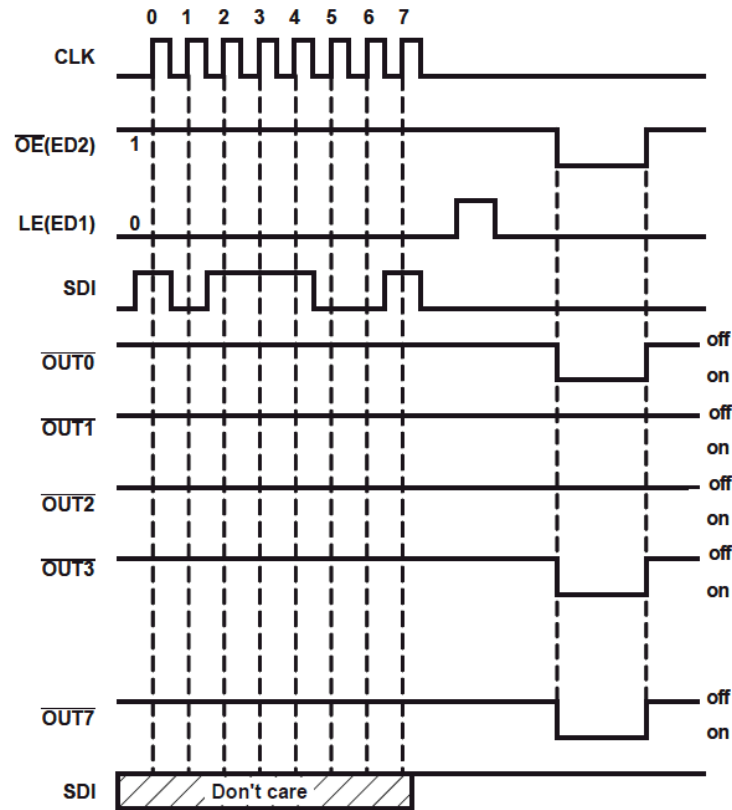 0 1 2 3 4 5 6 7
CLK
OE(ED2) 1
LE(ED1) 0
SDI
OUT0 off
on
OUT1 off
on
OUT2 off
on
OUT3 off
on
OUT7 off
on
SDI Don't care